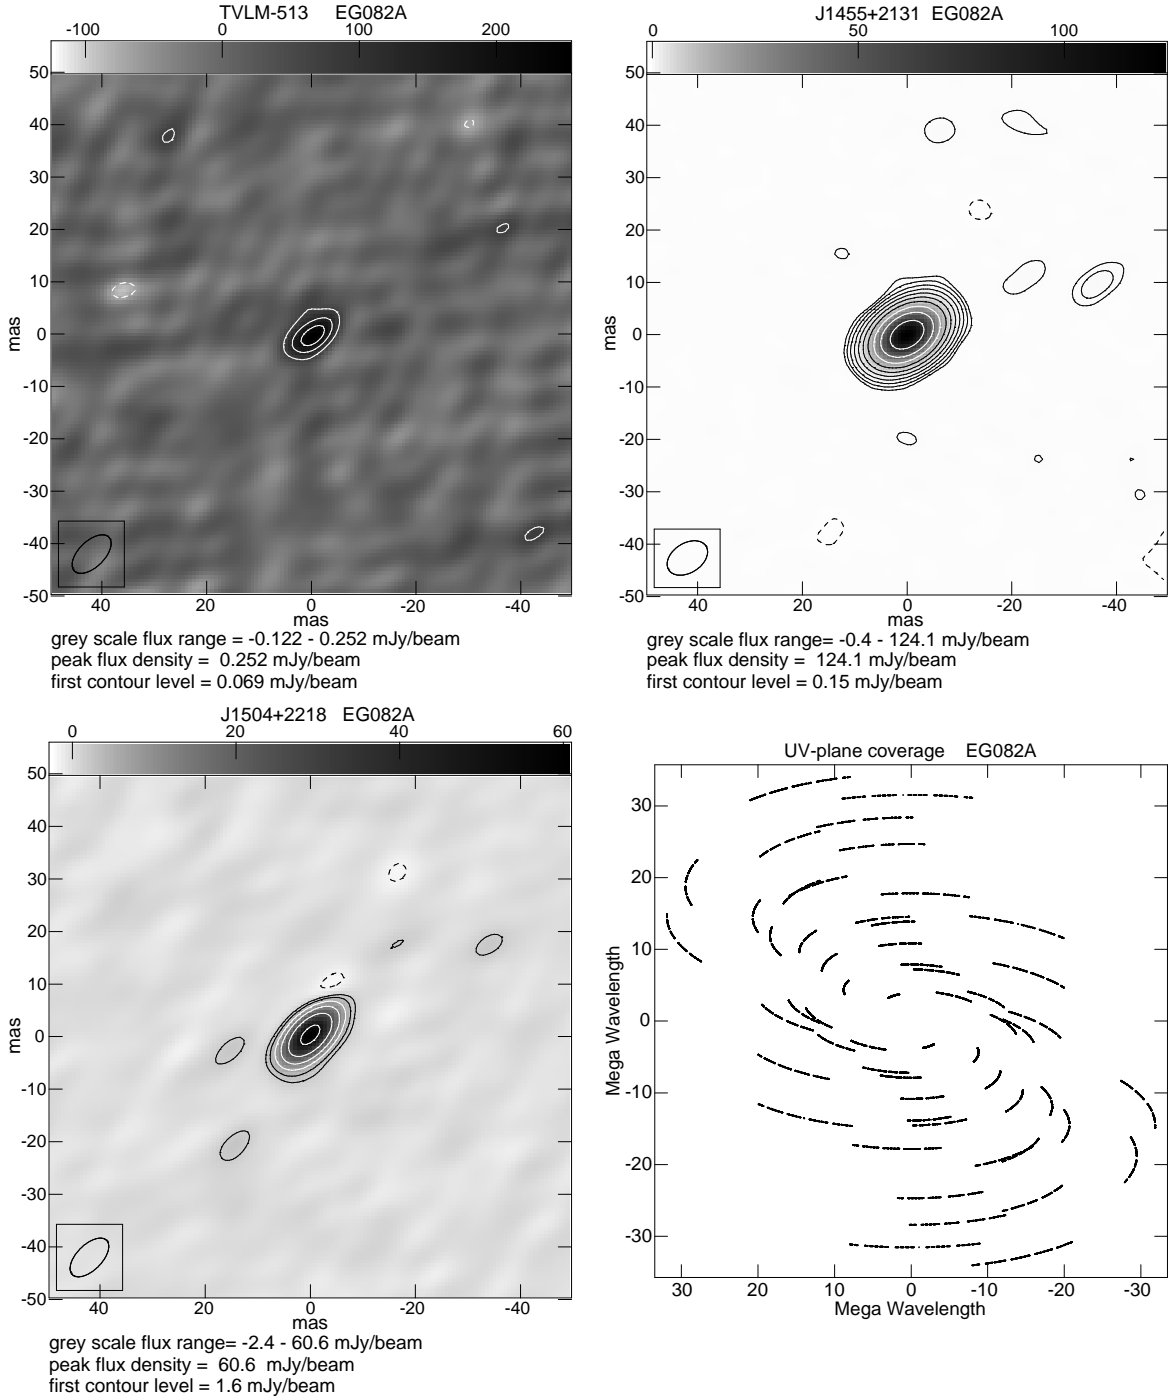 TVLM-513 EG082A
-100 0 100 200
50
40
30
20
10
0
-10
-20
-30
-40
-50
mas
40 20 0 -20 -40
mas
grey scale flux range = -0.122 - 0.252 mJy/beam
peak flux density = 0.252 mJy/beam
first contour level = 0.069 mJy/beam
J1455+2131 EG082A
0 50 100
50
40
30
20
10
0
-10
-20
-30
-40
-50
mas
40 20 0 -20 -40
mas
grey scale flux range= -0.4 - 124.1 mJy/beam
peak flux density = 124.1 mJy/beam
first contour level = 0.15 mJy/beam
J1504+2218 EG082A
0 20 40 60
50
40
30
20
10
0
-10
-20
-30
-40
-50
mas
40 20 0 -20 -40
mas
grey scale flux range= -2.4 - 60.6 mJy/beam
peak flux density = 60.6 mJy/beam
first contour level = 1.6 mJy/beam
UV-plane coverage EG082A
30
20
10
0
-10
-20
-30
Mega Wavelength
30 20 10 0 -10 -20 -30
Mega Wavelength